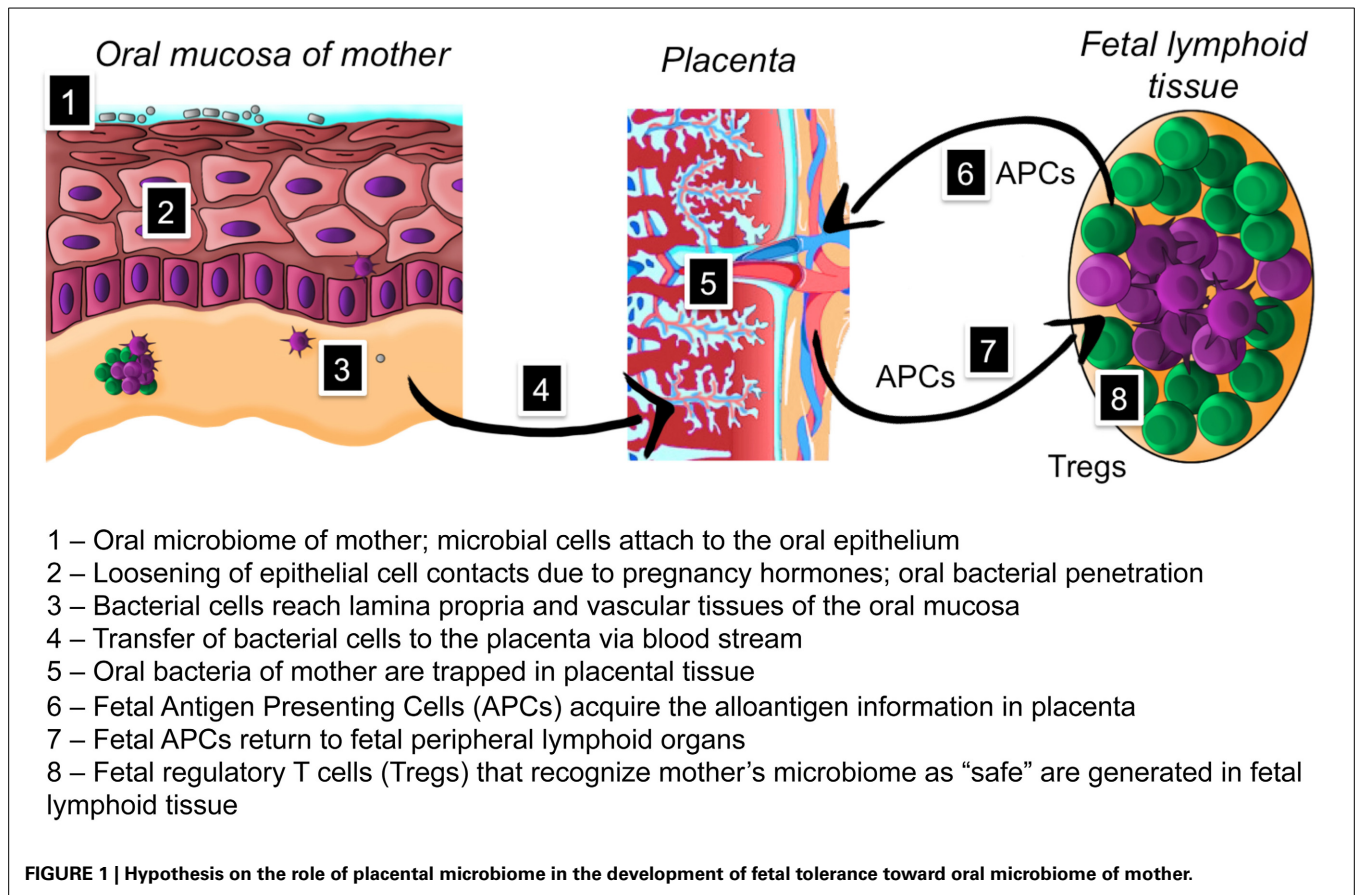 Oral mucosa of mother
Placenta
Fetal lymphoid
tissue
1
2
3
4
5
6 APCs
APCs 7
8
Tregs
1 – Oral microbiome of mother; microbial cells attach to the oral epithelium
2 – Loosening of epithelial cell contacts due to pregnancy hormones; oral bacterial penetration
3 – Bacterial cells reach lamina propria and vascular tissues of the oral mucosa
4 – Transfer of bacterial cells to the placenta via blood stream
5 – Oral bacteria of mother are trapped in placental tissue
6 – Fetal Antigen Presenting Cells (APCs) acquire the alloantigen information in placenta
7 – Fetal APCs return to fetal peripheral lymphoid organs
8 – Fetal regulatory T cells (Tregs) that recognize mother’s microbiome as “safe” are generated in fetal
lymphoid tissue
FIGURE 1 | Hypothesis on the role of placental microbiome in the development of fetal tolerance toward oral microbiome of mother.